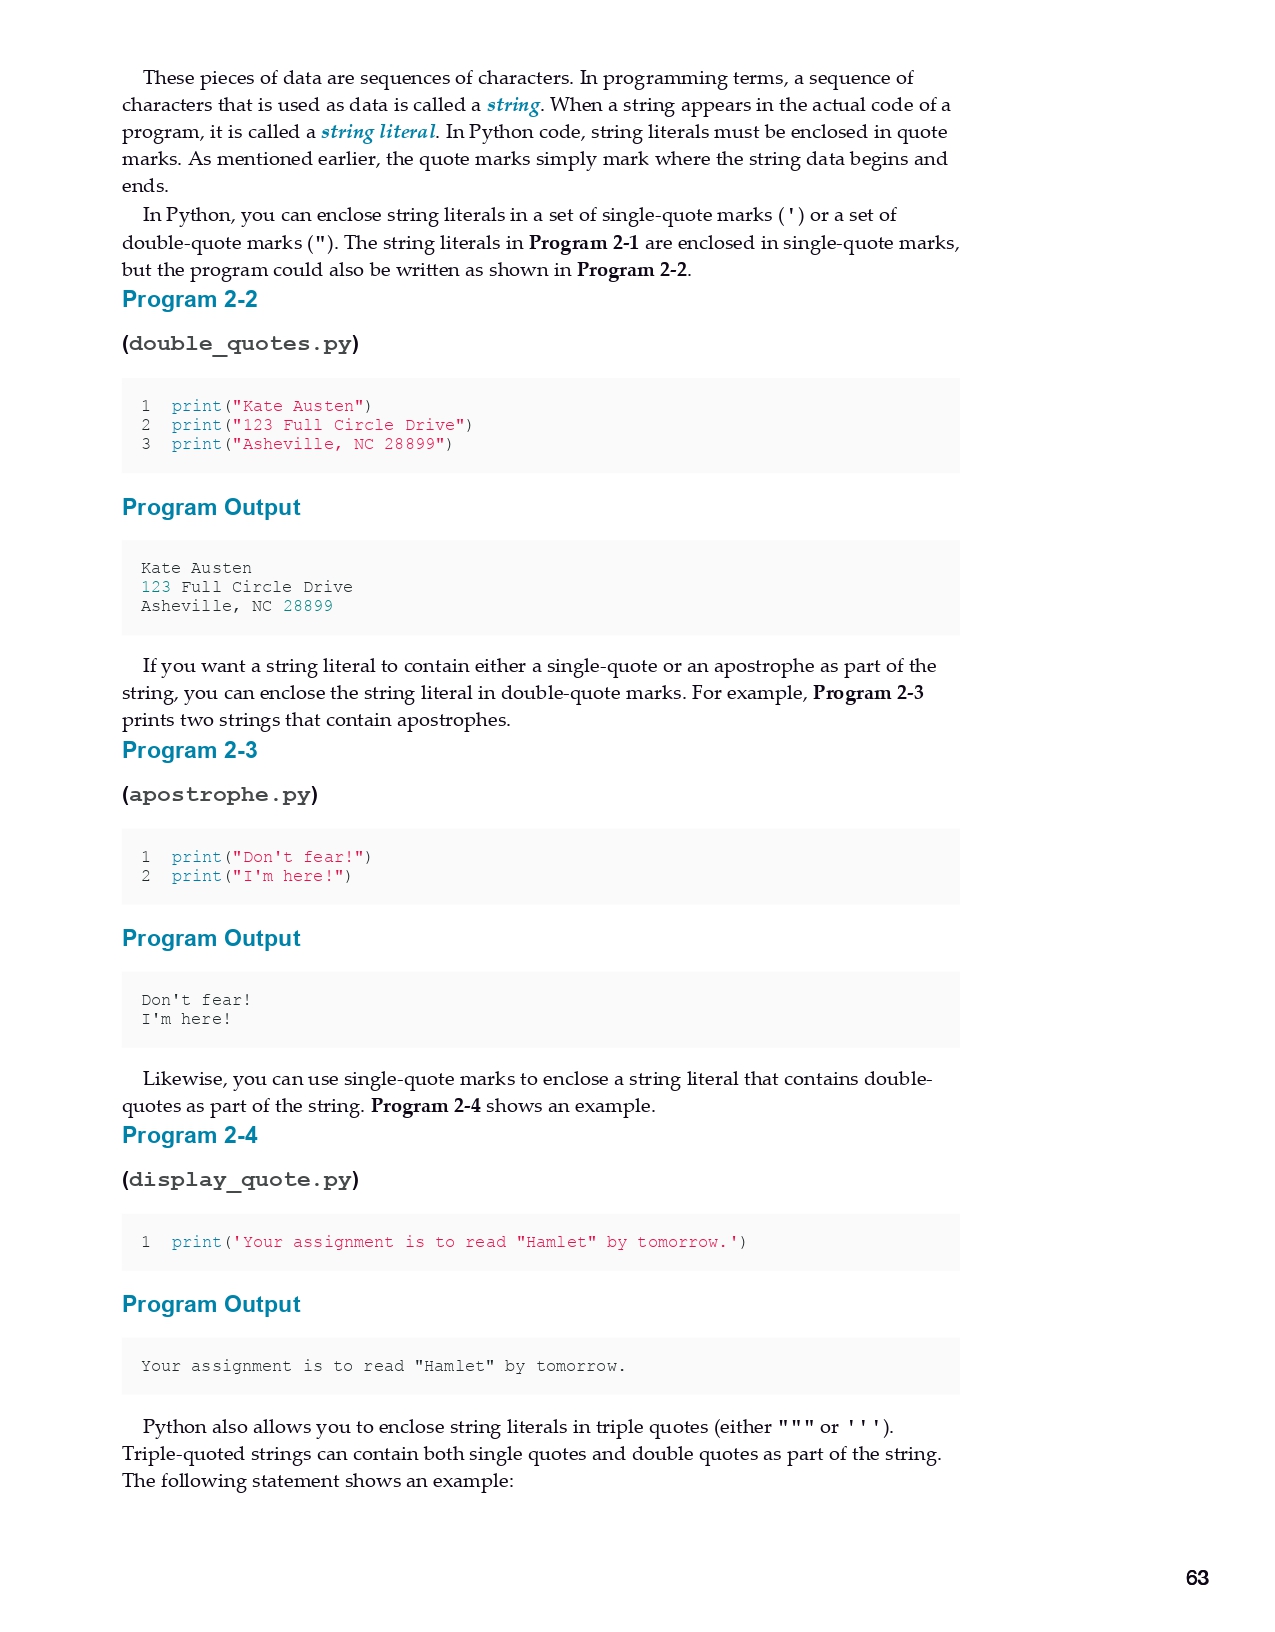 These pieces of data are sequences of characters. In programming terms, a sequence of
characters that is used as data is called a string. When a string appears in the actual code of a
program, it is called a string literal. In Python code, string literals must be enclosed in quote
marks. As mentioned earlier, the quote marks simply mark where the string data begins and
ends.
In Python, you can enclose string literals in a set of single-quote marks (') or a set of
double-quote marks ("). The string literals in Program 2-1 are enclosed in single-quote marks,
but the program could also be written as shown in Program 2-2.
Program 2-2
(double_quotes.py)
1  print("Kate Austen")
2  print("123 Full Circle Drive")
3  print("Asheville, NC 28899")
Program Output
Kate Austen
123 Full Circle Drive
Asheville, NC 28899
If you want a string literal to contain either a single-quote or an apostrophe as part of the
string, you can enclose the string literal in double-quote marks. For example, Program 2-3
prints two strings that contain apostrophes.
Program 2-3
(apostrophe.py)
1  print("Don't fear!")
2  print("I'm here!")
Program Output
Don't fear!
I'm here!
Likewise, you can use single-quote marks to enclose a string literal that contains double-
quotes as part of the string. Program 2-4 shows an example.
Program 2-4
(display_quote.py)
1  print('Your assignment is to read "Hamlet" by tomorrow.')
Program Output
Your assignment is to read "Hamlet" by tomorrow.
Python also allows you to enclose string literals in triple quotes (either """ or ''').
Triple-quoted strings can contain both single quotes and double quotes as part of the string.
The following statement shows an example:
63